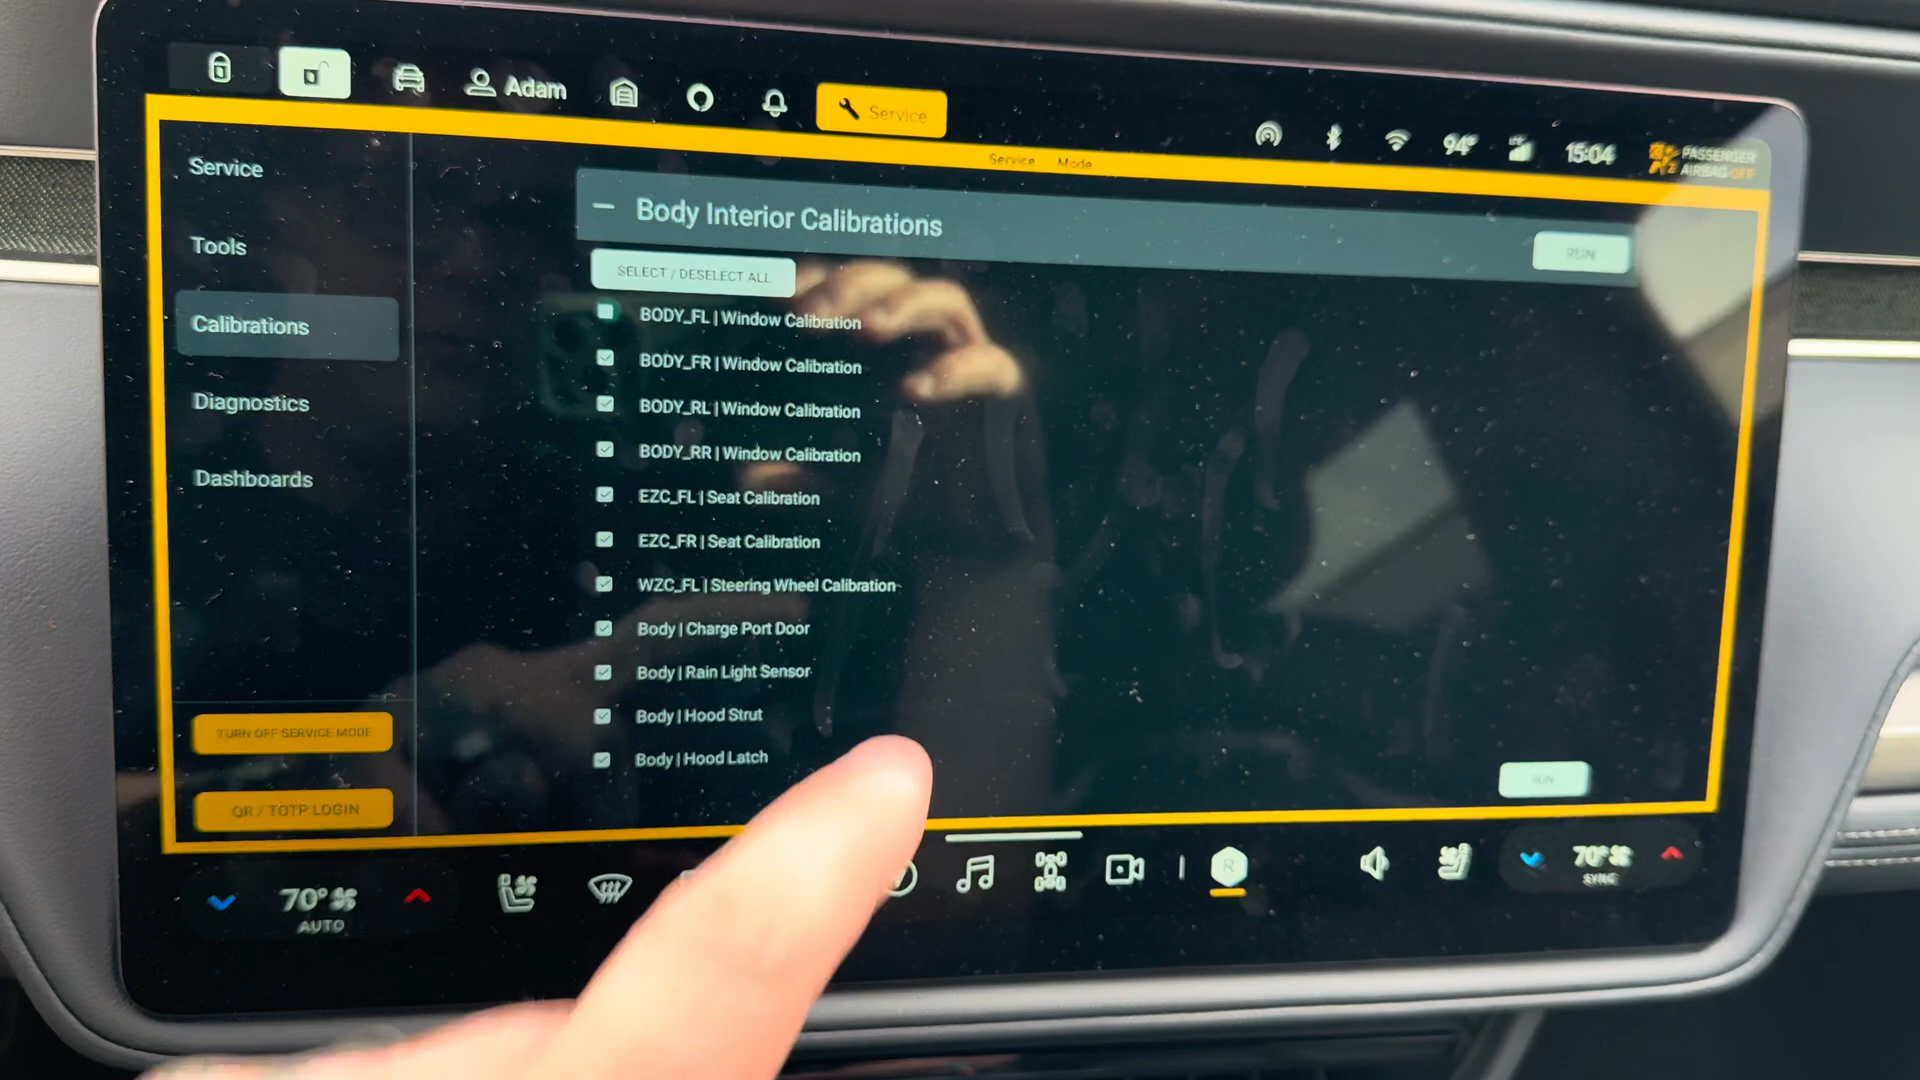 Adam
Service
94°
LTE
15:04
PASSENGER
AIRBAG OFF
Service Mode
Service
Tools
Calibrations
Diagnostics
Dashboards
TURN OFF SERVICE MODE
QR / TOTP LOGIN
Body Interior Calibrations
RUN
SELECT / DESELECT ALL
BODY_FL | Window Calibration
BODY_FR | Window Calibration
BODY_RL | Window Calibration
BODY_RR | Window Calibration
EZC_FL | Seat Calibration
EZC_FR | Seat Calibration
WZC_FL | Steering Wheel Calibration
Body | Charge Port Door
Body | Rain Light Sensor
Body | Hood Strut
Body | Hood Latch
RUN
70°
AUTO
R
70°
SYNC